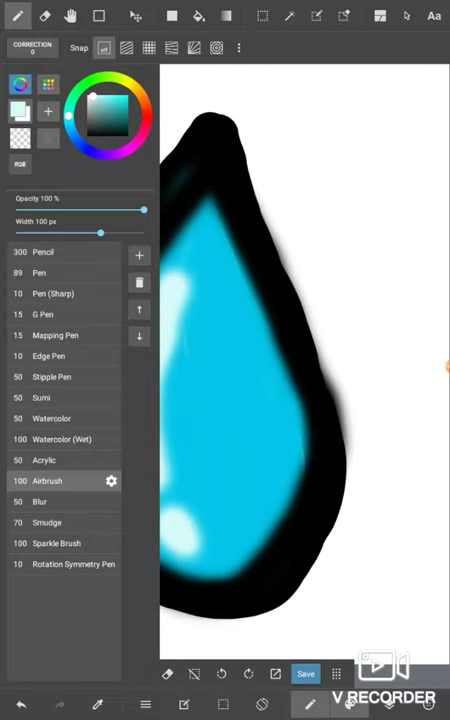 Aa
CORRECTION
0
Snap
off
RGB
Opacity 100 %
Width 100 px
300 Pencil
89 Pen
10 Pen (Sharp)
15 G Pen
15 Mapping Pen
10 Edge Pen
50 Stipple Pen
50 Sumi
50 Watercolor
100 Watercolor (Wet)
50 Acrylic
100 Airbrush
50 Blur
70 Smudge
100 Sparkle Brush
10 Rotation Symmetry Pen
Save
V RECORDER